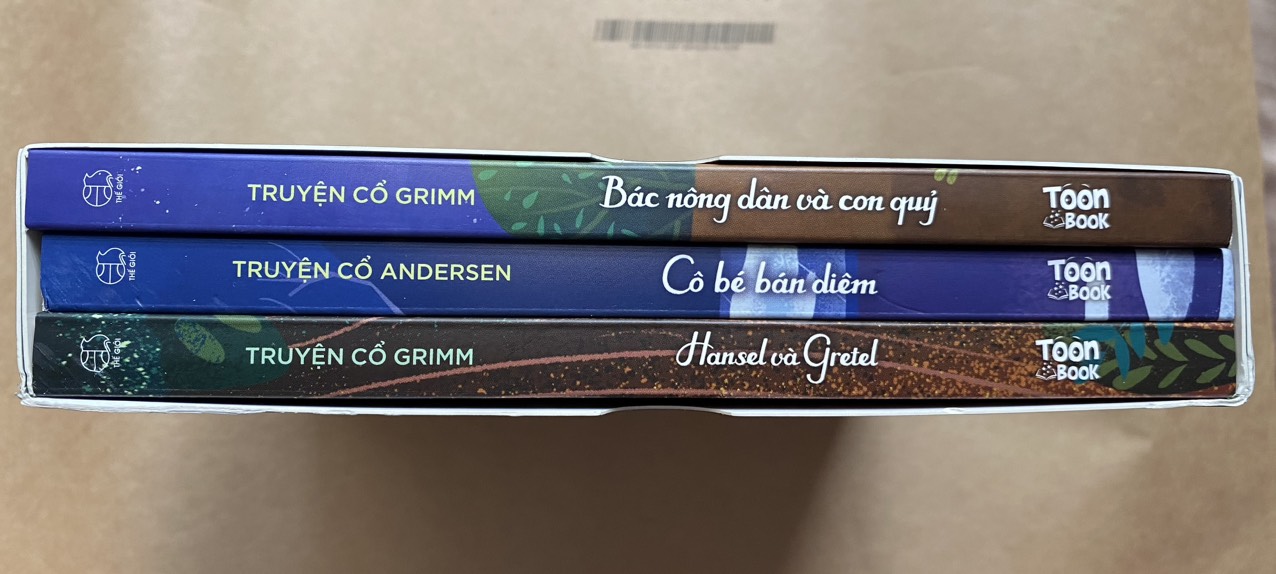 THẾ GIỚI
TRUYỆN CỔ GRIMM
Bác nông dân và con quỷ
Toon
BOOK
THẾ GIỚI
TRUYỆN CỔ ANDERSEN
Cô bé bán diêm
Toon
BOOK
THẾ GIỚI
TRUYỆN CỔ GRIMM
Hansel và Gretel
Toon
BOOK